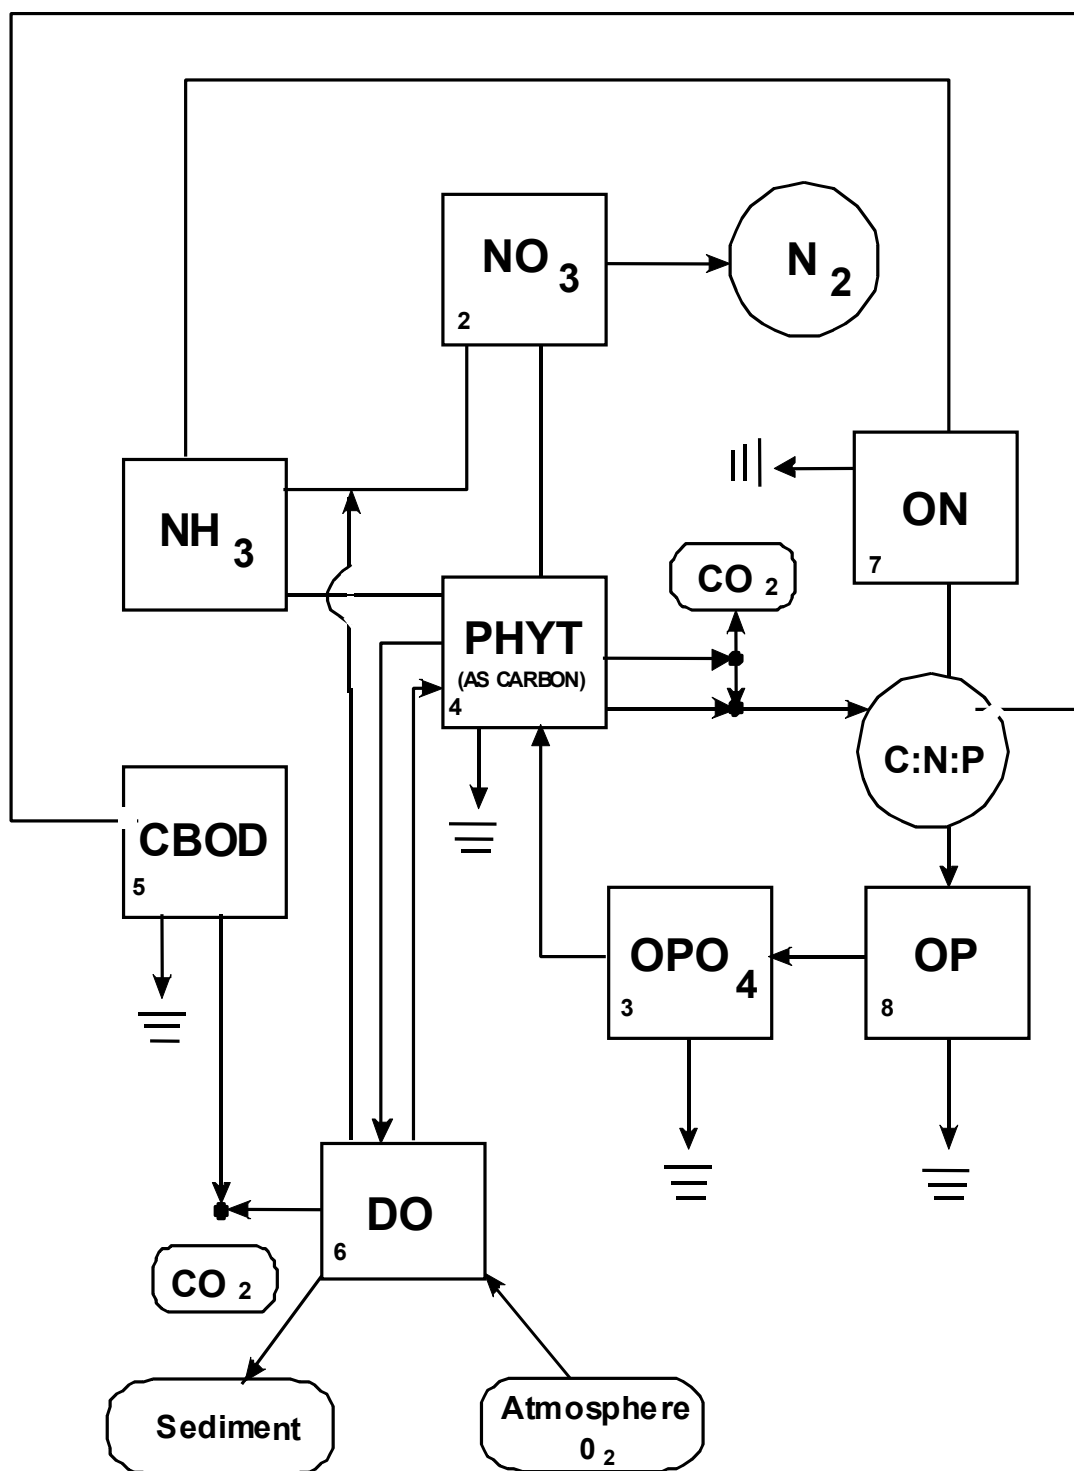 NO 3
2
N 2
NH 3
ON
7
CO 2
PHYT
(AS CARBON)
4
C:N:P
CBOD
5
OPO 4
3
OP
8
DO
6
CO 2
Sediment
Atmosphere
0 2